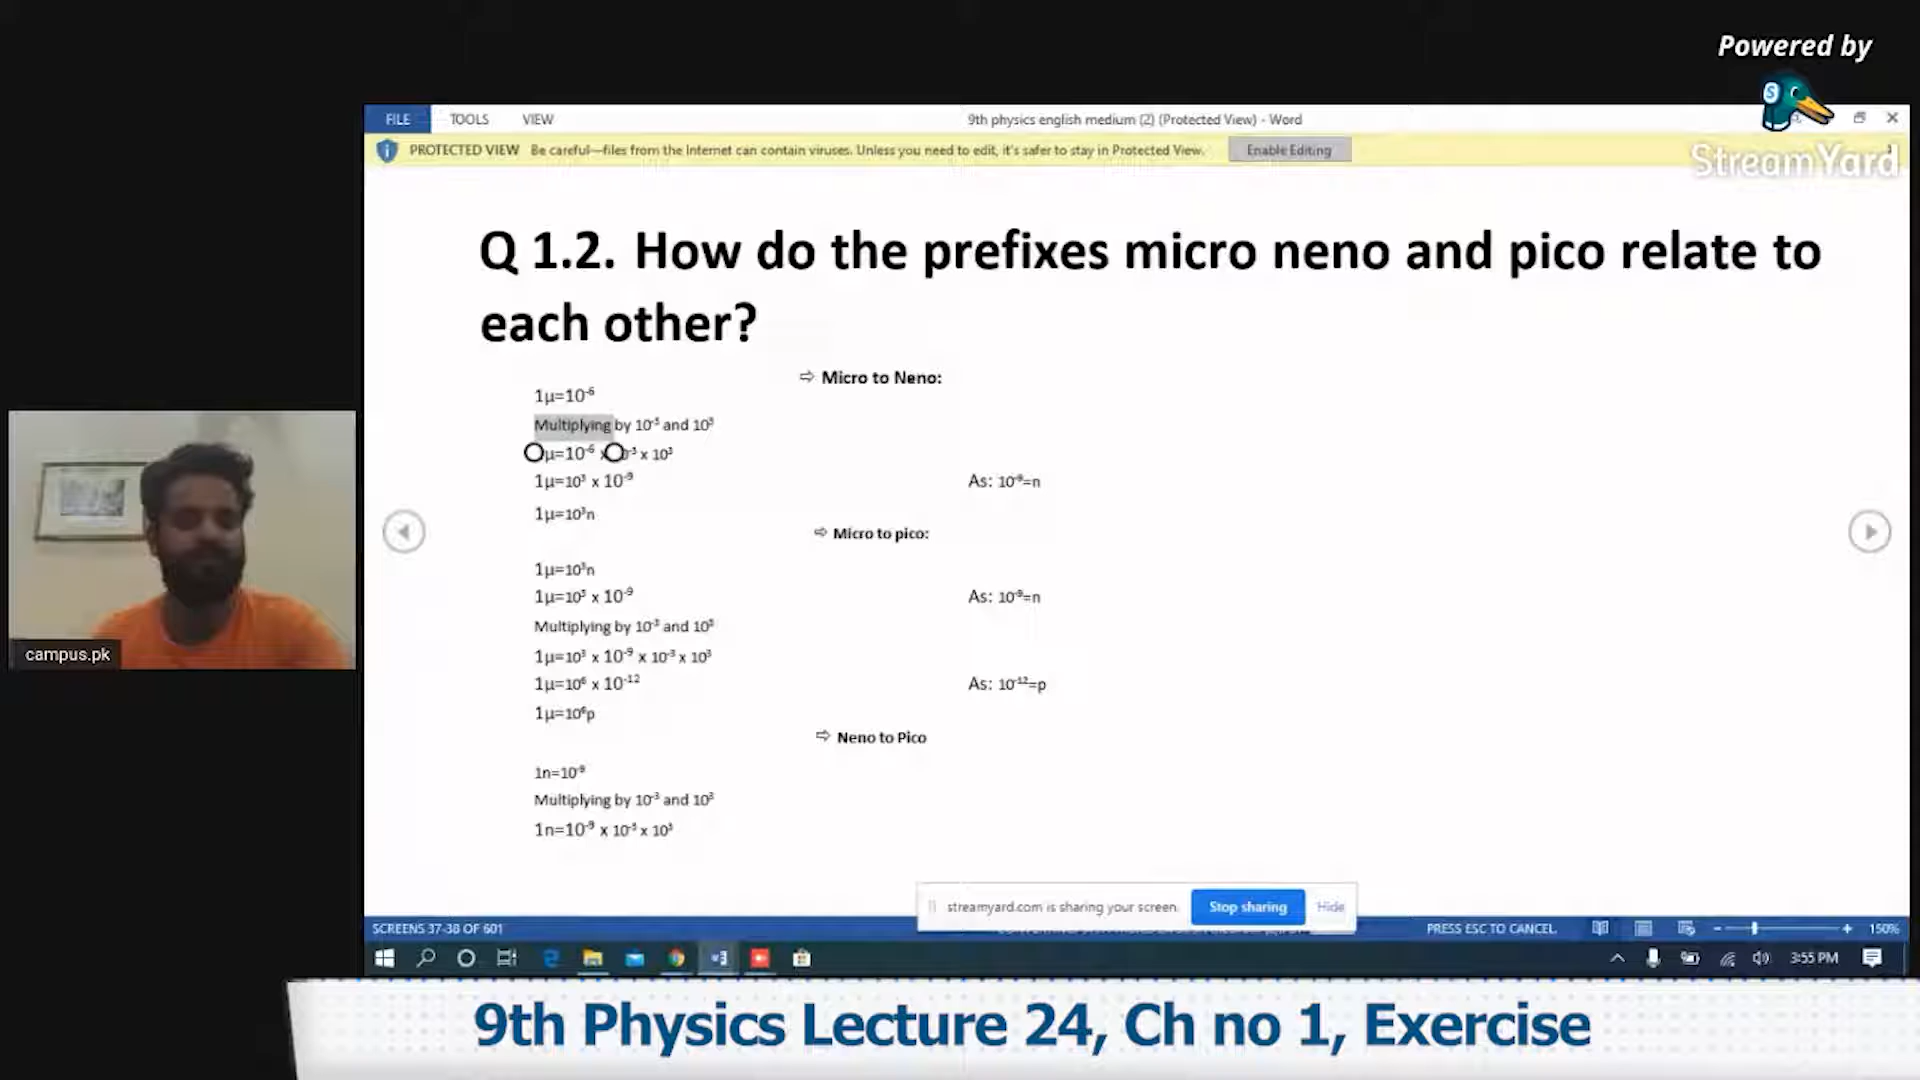 Powered by
StreamYard
FILE TOOLS VIEW 9th physics english medium (2) (Protected View) - Word
PROTECTED VIEW Be careful—files from the Internet can contain viruses. Unless you need to edit, it's safer to stay in Protected View. Enable Editing
Q 1.2. How do the prefixes micro neno and pico relate to
each other?
⇨ Micro to Neno:
1µ=10⁻⁶
Multiplying by 10⁻³ and 10³
µ=10⁻⁶ x ⁻³ x 10³
1µ=10³ x 10⁻⁹ As: 10⁻⁹=n
1µ=10³n
⇨ Micro to pico:
1µ=10³n
1µ=10³ x 10⁻⁹ As: 10⁻⁹=n
Multiplying by 10⁻³ and 10³
1µ=10³ x 10⁻⁹ x 10⁻³ x 10³
1µ=10⁶ x 10⁻¹² As: 10⁻¹²=p
1µ=10⁶p
⇨ Neno to Pico
1n=10⁻⁹
Multiplying by 10⁻³ and 10³
1n=10⁻⁹ x 10⁻³ x 10³
campus.pk
streamyard.com is sharing your screen. Stop sharing Hide
SCREENS 37-38 OF 601 PRESS ESC TO CANCEL. 150%
3:55 PM
9th Physics Lecture 24, Ch no 1, Exercise